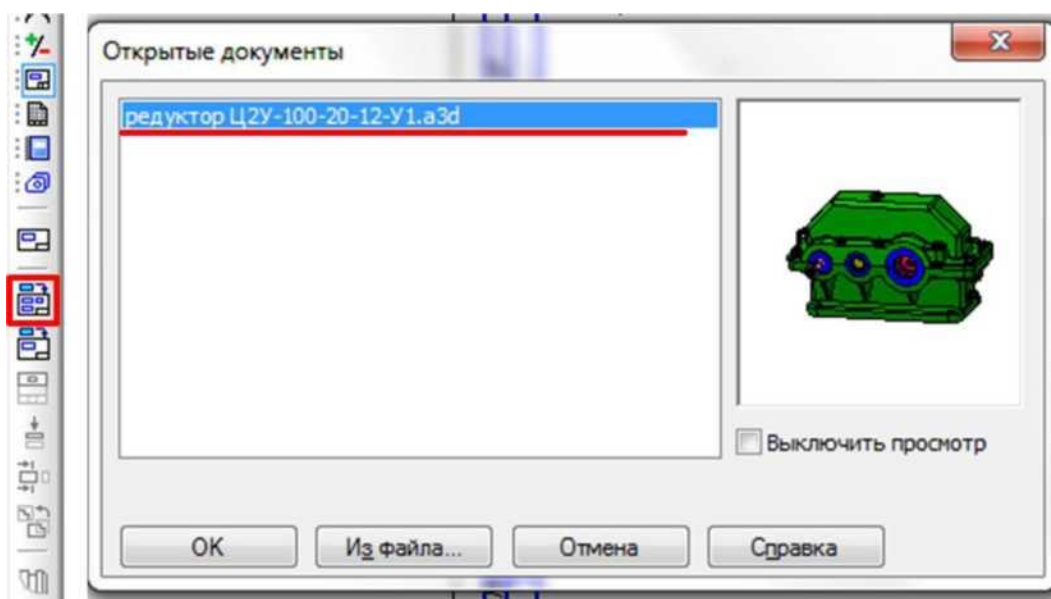 Открытые документы
редуктор Ц2У-100-20-12-У1.a3d
Выключить просмотр
OK
Из файла...
Отмена
Справка